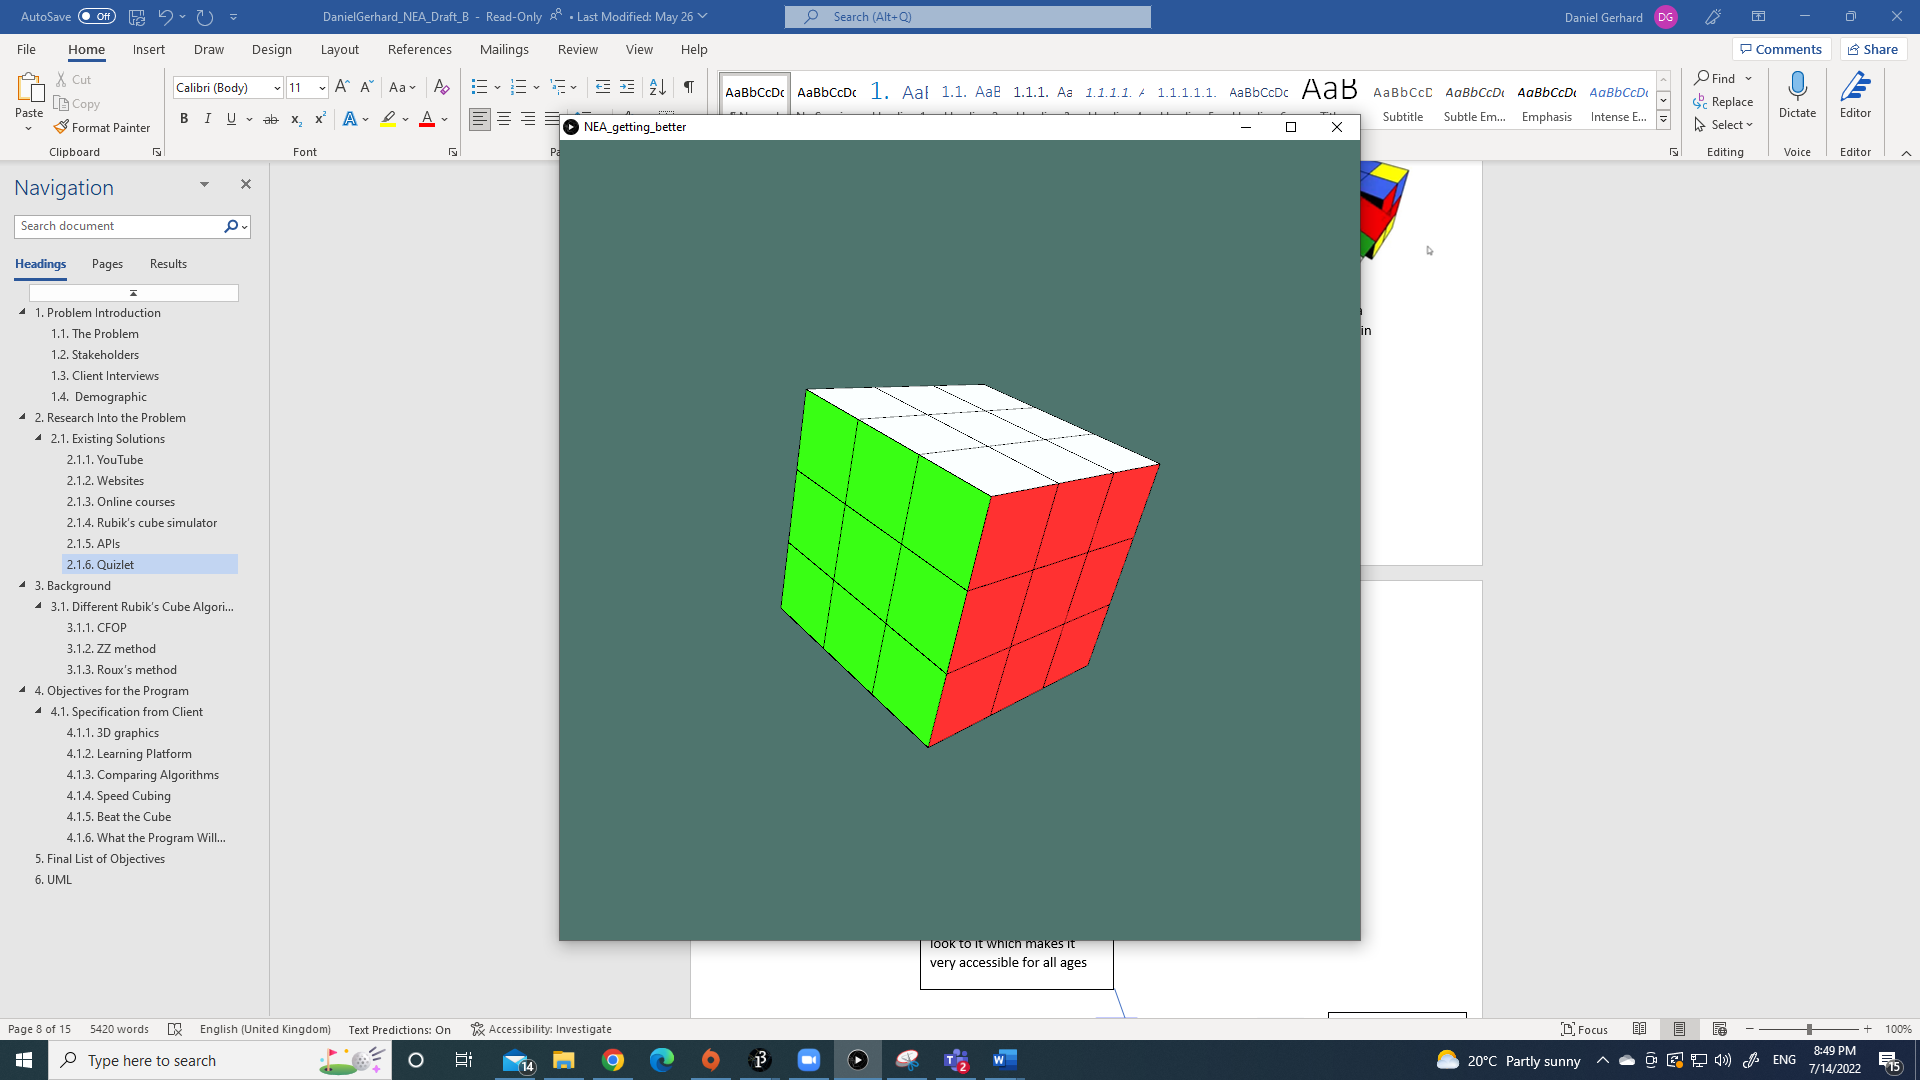 AutoSave Off DanielGerhard_NEA_Draft_B - Read-Only • Last Modified: May 26 Search (Alt+Q) Daniel Gerhard DG
File Home Insert Draw Design Layout References Mailings Review View Help Comments Share
Paste Cut Copy Format Painter
Clipboard
Calibri (Body) 11
Font
AaBbCcDc AaBbCcDc 1. AaI 1.1. AaB 1.1.1. Aa 1.1.1.1. 1.1.1.1.1. AaBbCcDc AaB AaBbCcD AaBbCcDc AaBbCcDc AaBbCcDc
Subtitle Subtle Em... Emphasis Intense E...
Find Replace Select
Editing
Dictate
Voice
Editor
Editor
NEA_getting_better
Navigation
Search document
Headings Pages Results
1. Problem Introduction
1.1. The Problem
1.2. Stakeholders
1.3. Client Interviews
1.4. Demographic
2. Research Into the Problem
2.1. Existing Solutions
2.1.1. YouTube
2.1.2. Websites
2.1.3. Online courses
2.1.4. Rubik's cube simulator
2.1.5. APIs
2.1.6. Quizlet
3. Background
3.1. Different Rubik's Cube Algori...
3.1.1. CFOP
3.1.2. ZZ method
3.1.3. Roux's method
4. Objectives for the Program
4.1. Specification from Client
4.1.1. 3D graphics
4.1.2. Learning Platform
4.1.3. Comparing Algorithms
4.1.4. Speed Cubing
4.1.5. Beat the Cube
4.1.6. What the Program Will...
5. Final List of Objectives
6. UML
in
look to it which makes it
very accessible for all ages
Page 8 of 15 5420 words English (United Kingdom) Text Predictions: On Accessibility: Investigate Focus 100%
Type here to search 14 2 20°C Partly sunny ENG 8:49 PM 15
7/14/2022